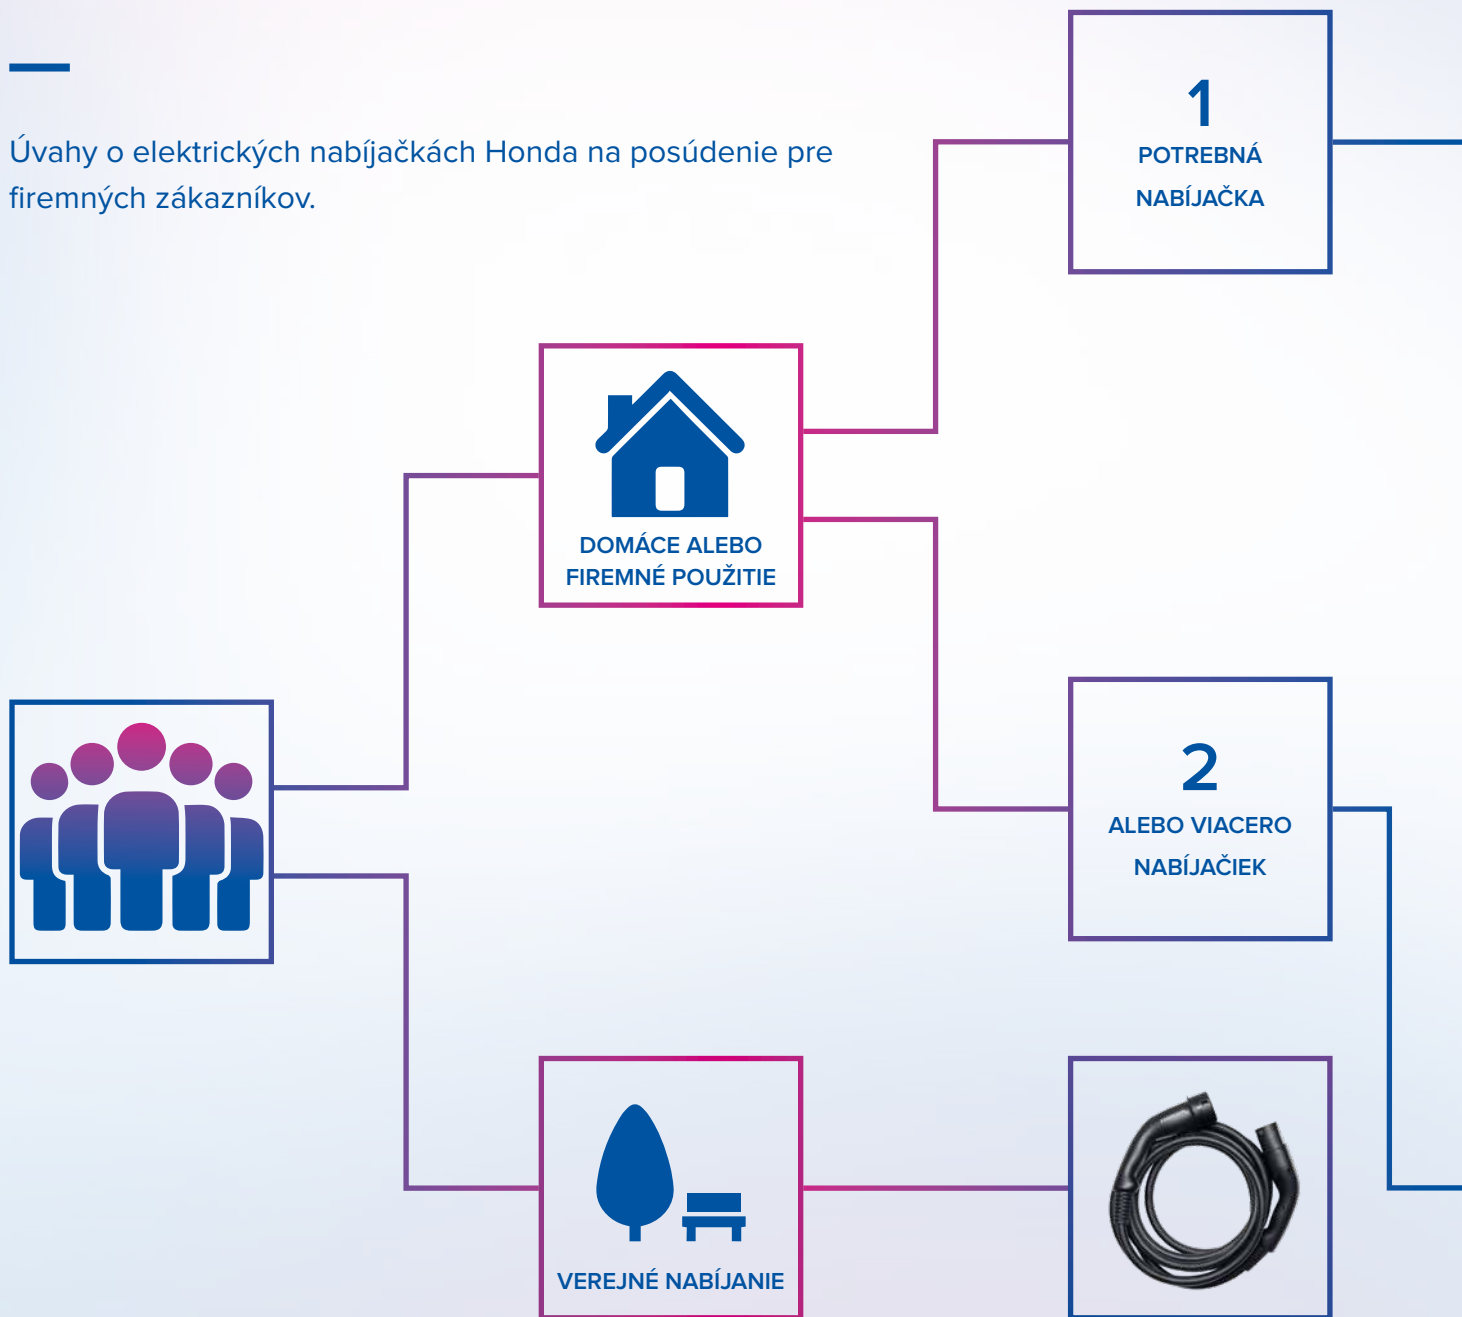 Úvahy o elektrických nabíjačkách Honda na posúdenie pre
firemných zákazníkov.
1
POTREBNÁ
NABÍJAČKA
DOMÁCE ALEBO
FIREMNÉ POUŽITIE
2
ALEBO VIACERO
NABÍJAČIEK
VEREJNÉ NABÍJANIE